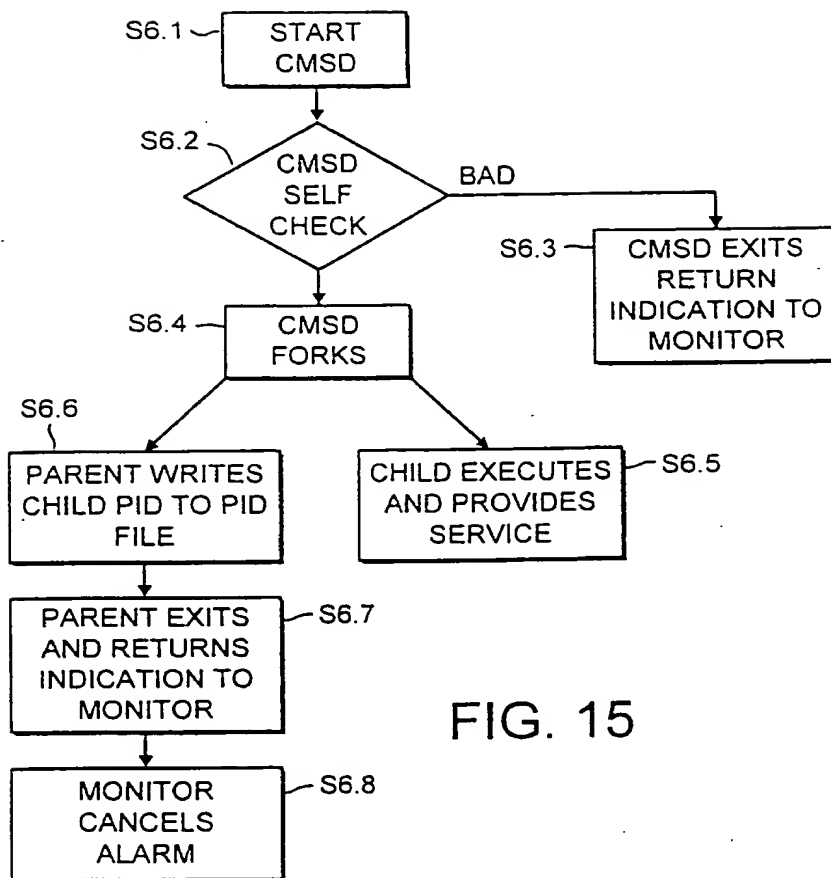 S6.1
START
CMSD
S6.2
CMSD
SELF
CHECK
BAD
S6.3
CMSD EXITS
RETURN
INDICATION TO
MONITOR
S6.4
CMSD
FORKS
S6.6
PARENT WRITES
CHILD PID TO PID
FILE
CHILD EXECUTES
AND PROVIDES
SERVICE
S6.5
PARENT EXITS
AND RETURNS
INDICATION TO
MONITOR
S6.7
MONITOR
CANCELS
ALARM
S6.8
FIG. 15